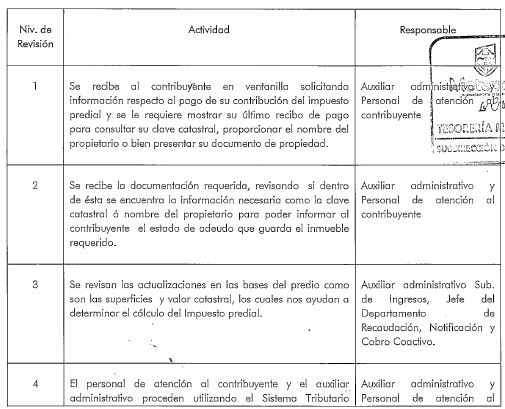 Niv. de Revisión
Actividad
Responsable
1
Se recibe al contribuyente en ventanilla solicitando
información respecto al pago de su contribución del impuesto
predial y se le requiere mostrar su último recibo de pago
para consultar su clave catastral, proporcionar el nombre del
propietario o bien presentar su documento de propiedad.
Auxiliar administrativo y
Personal de atención
contribuyente
TESORERÍA
SUBDIRECCIÓN
2
Se recibe la documentación requerida, revisando si dentro
de ésta se encuentra la información necesaria como la clave
catastral ó nombre del propietario para poder informar al
contribuyente el estado de adeudo que guarda el inmueble
requerido.
Auxiliar administrativo y
Personal de atención al
contribuyente
3
Se revisan las actualizaciones en las bases del predio como
son las superficies y valor catastral, los cuales nos ayudan a
determinar el cálculo del Impuesto predial.
Auxiliar administrativo Sub.
de Ingresos, Jefe del
Departamento de
Recaudación, Notificación y
Cobro Coactivo.
4
El personal de atención al contribuyente y el auxiliar
administrativo proceden utilizando el Sistema Tributario
Auxiliar administrativo y
Personal de atención al